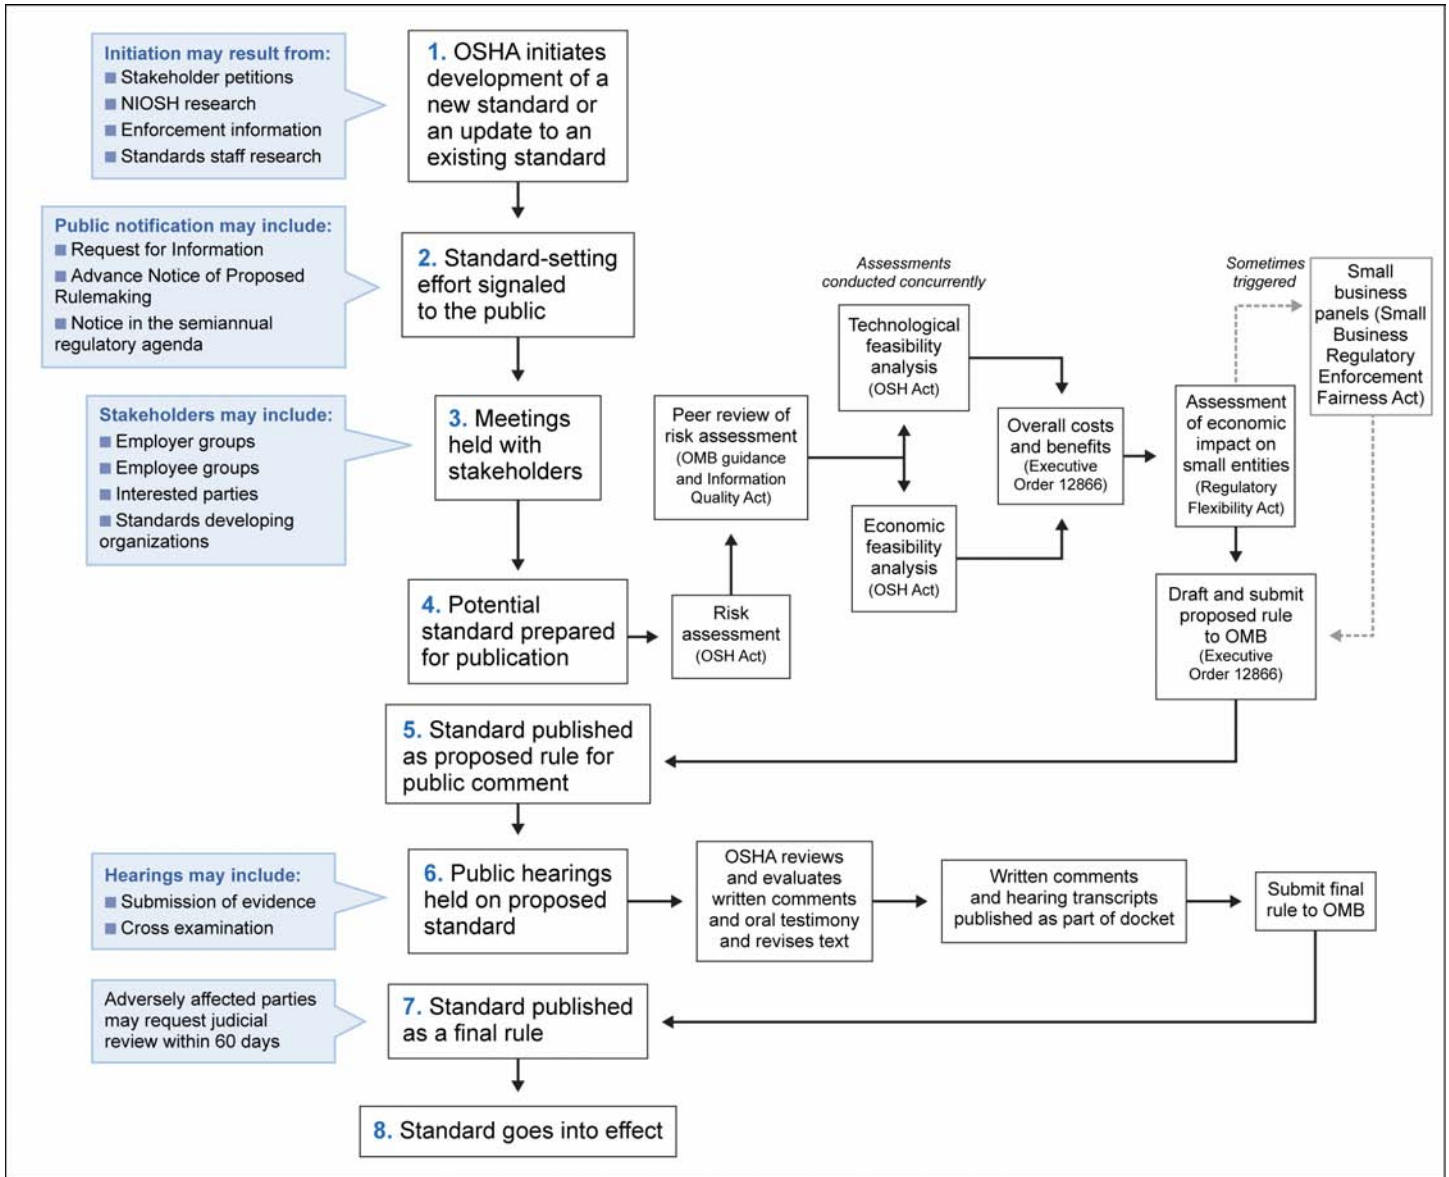 Initiation may result from:
Stakeholder petitions
NIOSH research
Enforcement information
Standards staff research
1. OSHA initiates
development of a
new standard or
an update to an
existing standard
Public notification may include:
Request for Information
Advance Notice of Proposed
Rulemaking
Notice in the semiannual
regulatory agenda
2. Standard-setting
effort signaled
to the public
Stakeholders may include:
Employer groups
Employee groups
Interested parties
Standards developing
organizations
3. Meetings
held with
stakeholders
4. Potential
standard prepared
for publication
Risk
assessment
(OSH Act)
Peer review of
risk assessment
(OMB guidance
and Information
Quality Act)
Assessments
conducted concurrently
Technological
feasibility
analysis
(OSH Act)
Economic
feasibility
analysis
(OSH Act)
Overall costs
and benefits
(Executive
Order 12866)
Assessment
of economic
impact on
small entities
(Regulatory
Flexibility Act)
Sometimes
triggered
Small
business
panels (Small
Business
Regulatory
Enforcement
Fairness Act)
Draft and submit
proposed rule
to OMB
(Executive
Order 12866)
5. Standard published
as proposed rule for
public comment
Hearings may include:
Submission of evidence
Cross examination
6. Public hearings
held on proposed
standard
OSHA reviews
and evaluates
written comments
and oral testimony
and revises text
Written comments
and hearing transcripts
published as part of docket
Submit final
rule to OMB
Adversely affected parties
may request judicial
review within 60 days
7. Standard published
as a final rule
8. Standard goes into effect